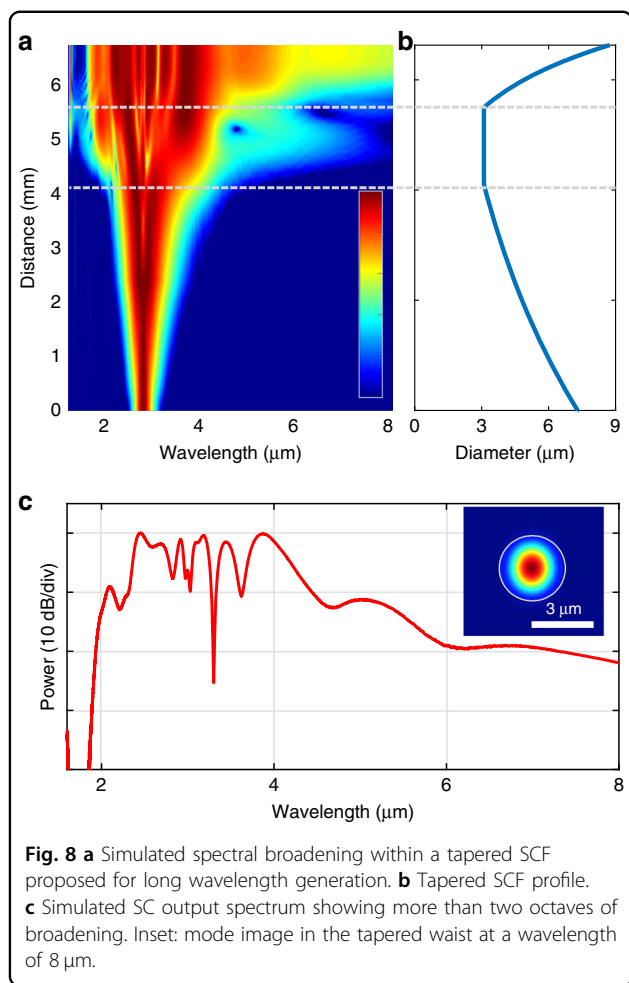 a
b
6
5
4
3
2
1
0
Distance (mm)
2 4 6 8
Wavelength (μm)
0 3 6 9
Diameter (μm)
c
3 μm
Power (10 dB/div)
2 4 6 8
Wavelength (μm)
Fig. 8 a Simulated spectral broadening within a tapered SCF
proposed for long wavelength generation. b Tapered SCF profile.
c Simulated SC output spectrum showing more than two octaves of
broadening. Inset: mode image in the tapered waist at a wavelength
of 8 μm.